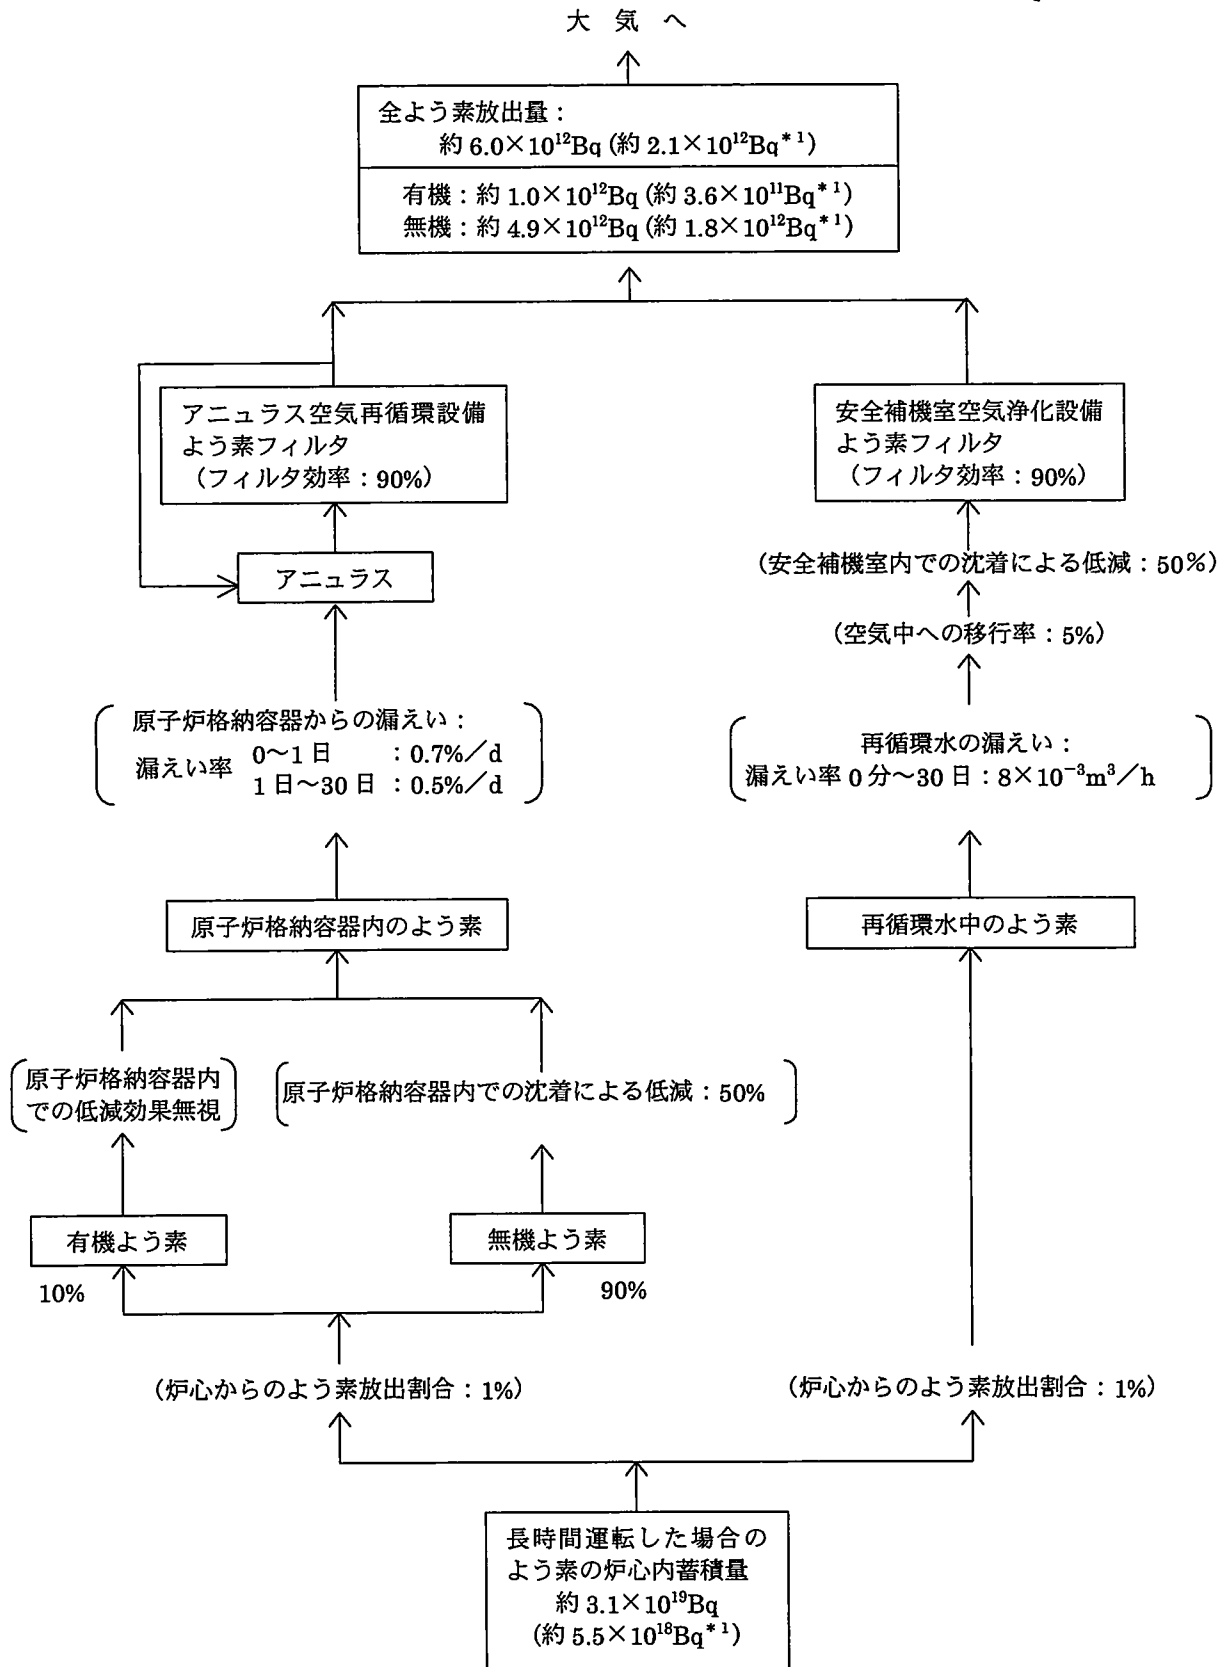 大 気 へ
全よう素放出量：
約 6.0×10¹²Bq (約 2.1×10¹²Bq*¹)
有機：約 1.0×10¹²Bq (約 3.6×10¹¹Bq*¹)
無機：約 4.9×10¹²Bq (約 1.8×10¹²Bq*¹)
アニュラス空気再循環設備
よう素フィルタ
（フィルタ効率：90%）
安全補機室空気浄化設備
よう素フィルタ
（フィルタ効率：90%）
アニュラス
（安全補機室内での沈着による低減：50%）
（空気中への移行率：5%）
原子炉格納容器からの漏えい：
漏えい率 0～1 日 ：0.7%／d
1 日～30 日 ：0.5%／d
再循環水の漏えい：
漏えい率 0 分～30 日：8×10⁻³m³／h
原子炉格納容器内のよう素
再循環水中のよう素
原子炉格納容器内
での低減効果無視
原子炉格納容器内での沈着による低減：50%
有機よう素
無機よう素
10%
90%
（炉心からのよう素放出割合：1%）
（炉心からのよう素放出割合：1%）
長時間運転した場合の
よう素の炉心内蓄積量
約 3.1×10¹⁹Bq
(約 5.5×10¹⁸Bq*¹)